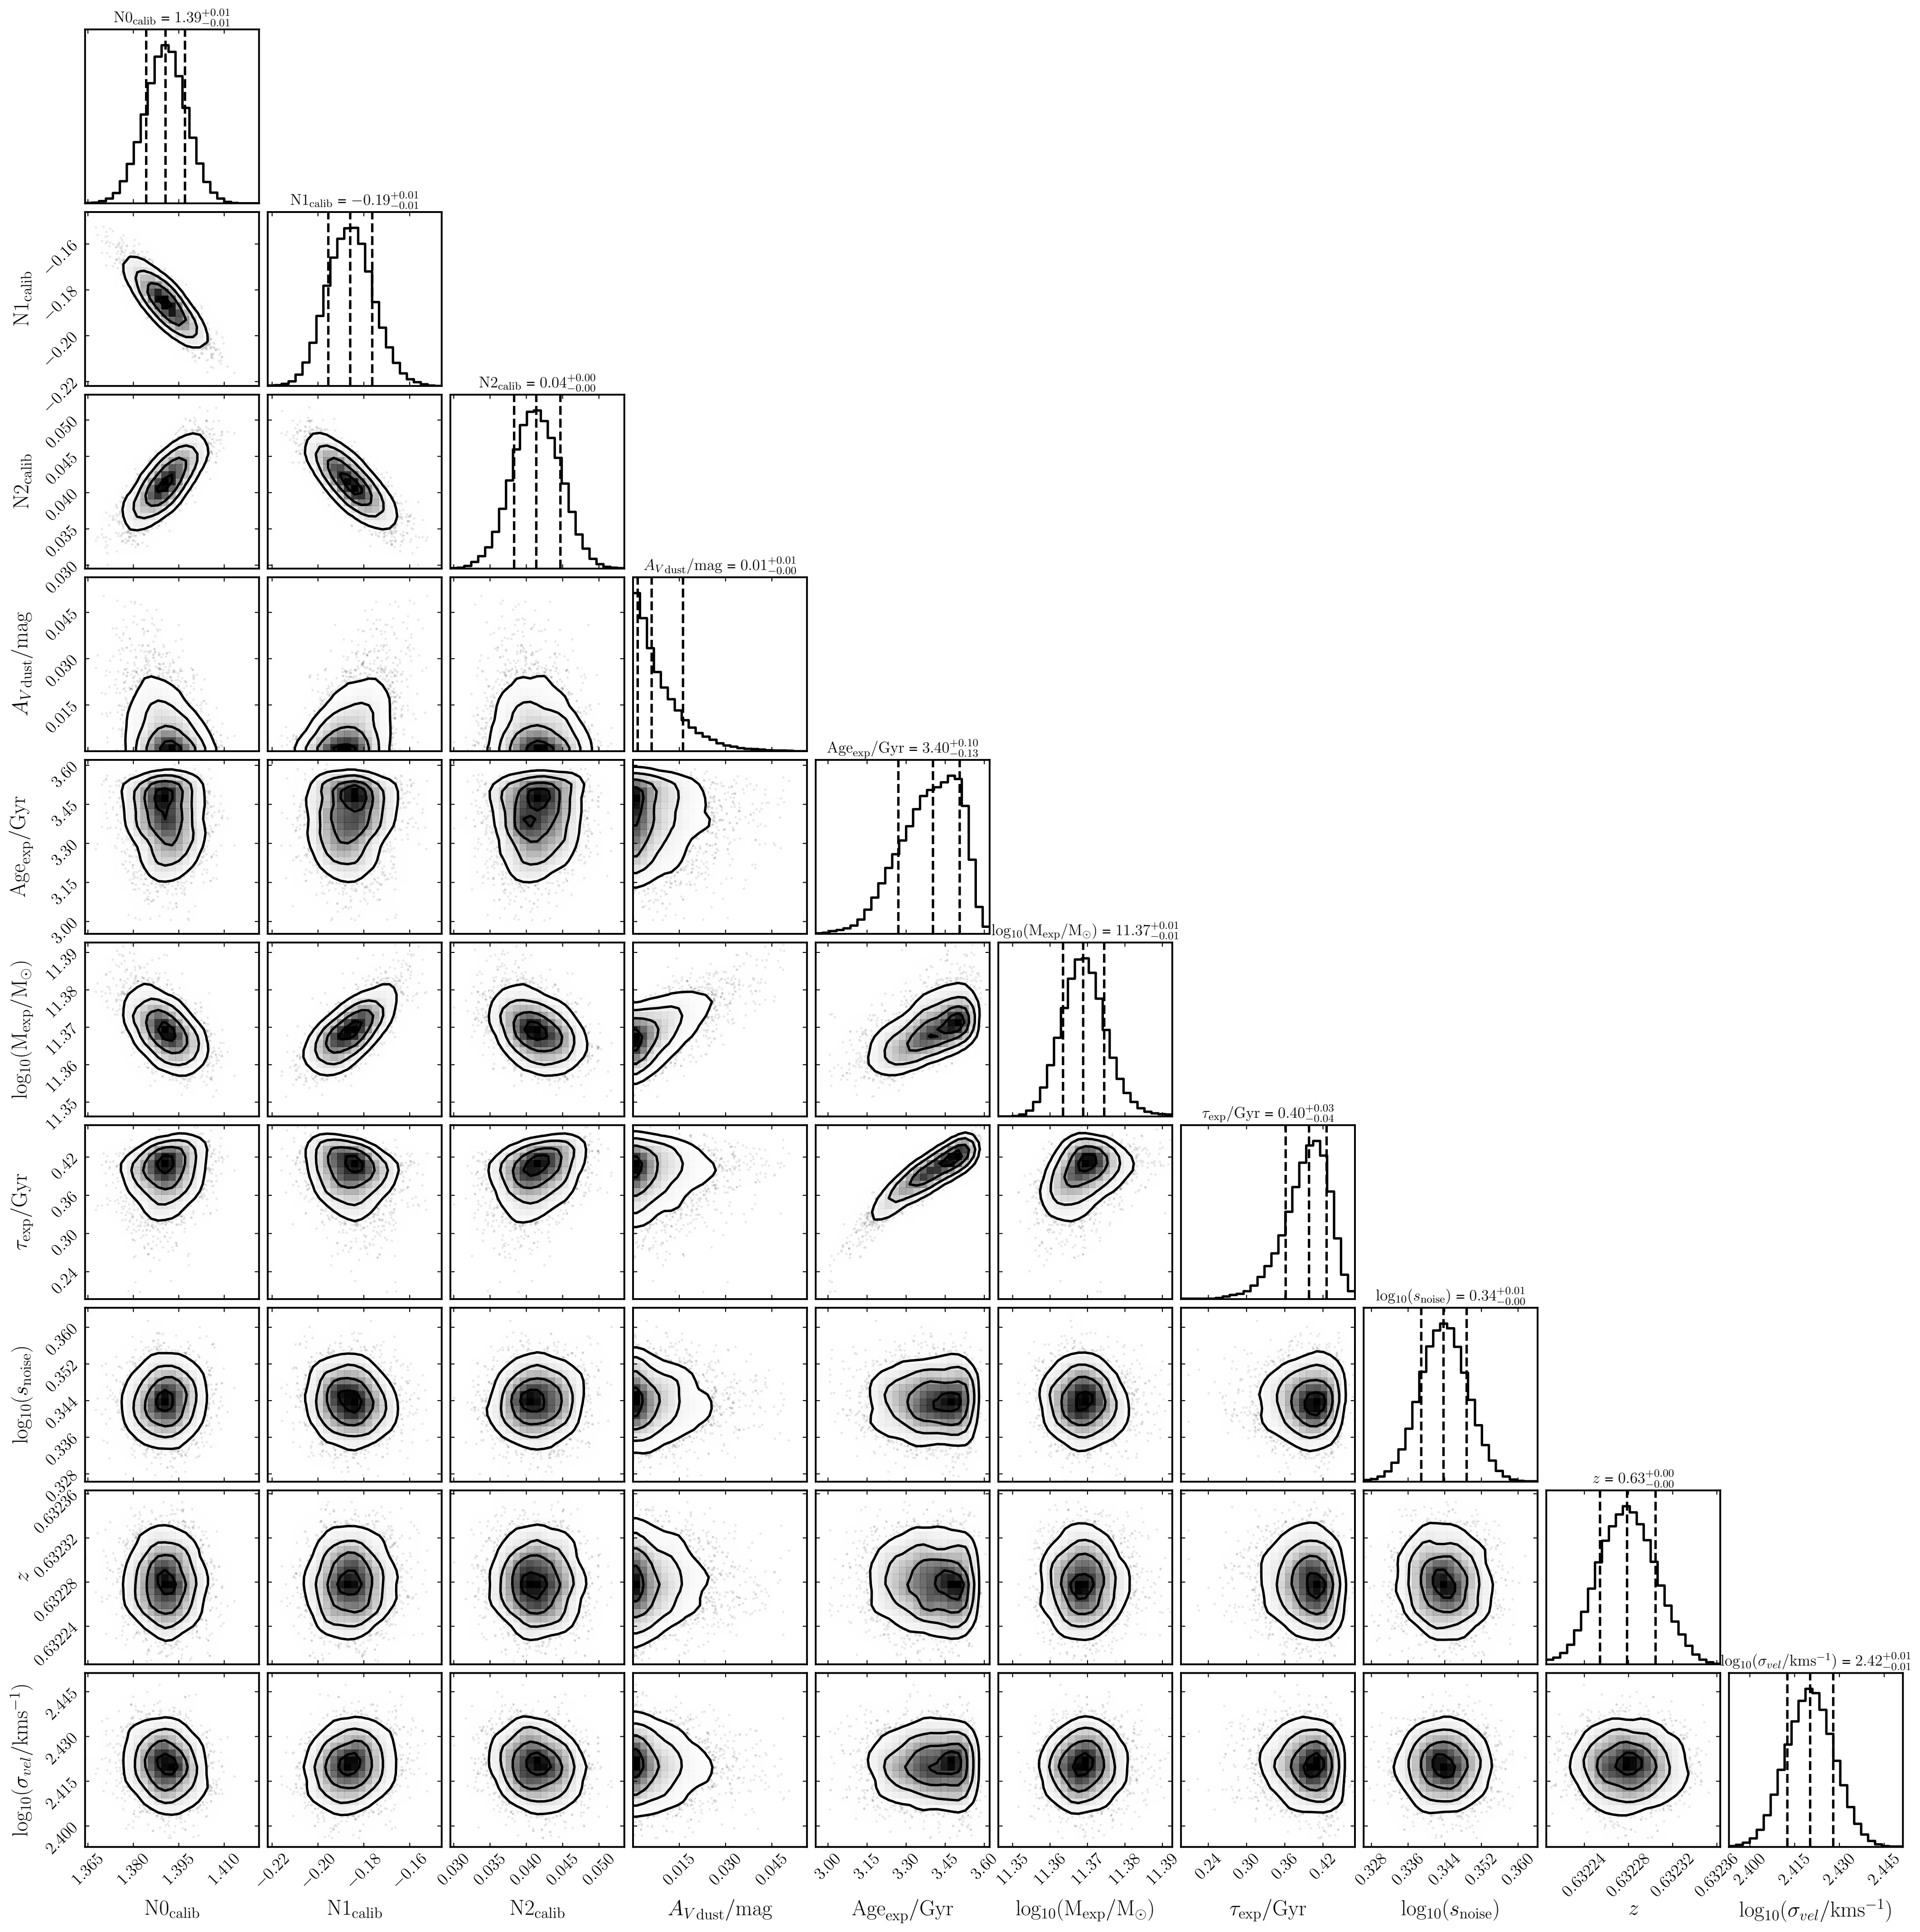 N0_calib = 1.39^{+0.01}_{-0.01}
N1_calib = −0.19^{+0.01}_{-0.01}
N1_calib
−0.16
−0.18
−0.20
−0.22
N2_calib = 0.04^{+0.00}_{-0.00}
N2_calib
0.050
0.045
0.040
0.035
0.030
A_{V dust}/mag = 0.01^{+0.01}_{-0.00}
A_{V dust}/mag
0.045
0.030
0.015
Age_exp/Gyr = 3.40^{+0.10}_{-0.13}
Age_exp/Gyr
3.60
3.45
3.30
3.15
3.00
log₁₀(M_exp/M_⊙) = 11.37^{+0.01}_{-0.01}
log₁₀(M_exp/M_⊙)
11.39
11.38
11.37
11.36
11.35
τ_exp/Gyr = 0.40^{+0.03}_{-0.04}
τ_exp/Gyr
0.42
0.36
0.30
0.24
log₁₀(s_noise) = 0.34^{+0.01}_{-0.00}
log₁₀(s_noise)
0.360
0.352
0.344
0.336
0.328
z = 0.63^{+0.00}_{-0.00}
z
0.63236
0.63232
0.63228
0.63224
log₁₀(σ_vel/kms⁻¹) = 2.42^{+0.01}_{-0.01}
log₁₀(σ_vel/kms⁻¹)
2.445
2.430
2.415
2.400
1.365 1.380 1.395 1.410
−0.22 −0.20 −0.18 −0.16
0.030 0.035 0.040 0.045 0.050
0.015 0.030 0.045
3.00 3.15 3.30 3.45 3.60
11.35 11.36 11.37 11.38 11.39
0.24 0.30 0.36 0.42
0.328 0.336 0.344 0.352 0.360
0.63224 0.63228 0.63232 0.63236
2.400 2.415 2.430 2.445
N0_calib N1_calib N2_calib A_{V dust}/mag Age_exp/Gyr log₁₀(M_exp/M_⊙) τ_exp/Gyr log₁₀(s_noise) z log₁₀(σ_vel/kms⁻¹)